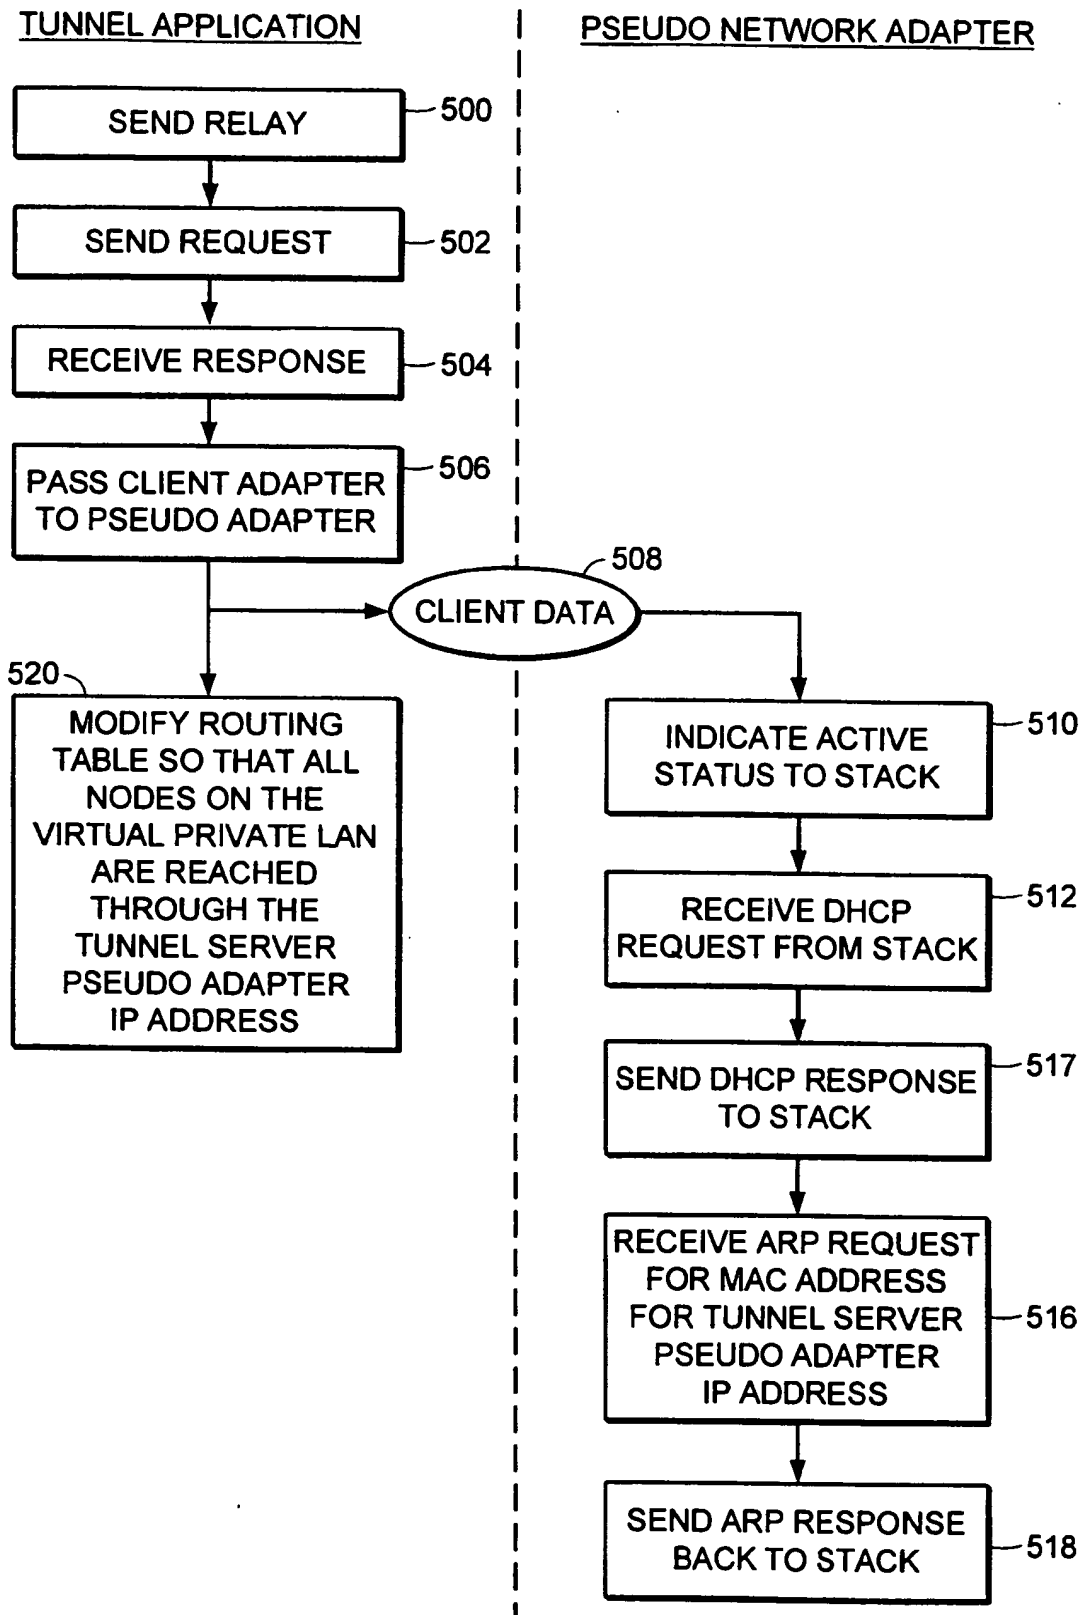 TUNNEL APPLICATION
PSEUDO NETWORK ADAPTER
SEND RELAY
500
SEND REQUEST
502
RECEIVE RESPONSE
504
PASS CLIENT ADAPTER
TO PSEUDO ADAPTER
506
CLIENT DATA
508
520
MODIFY ROUTING
TABLE SO THAT ALL
NODES ON THE
VIRTUAL PRIVATE LAN
ARE REACHED
THROUGH THE
TUNNEL SERVER
PSEUDO ADAPTER
IP ADDRESS
INDICATE ACTIVE
STATUS TO STACK
510
RECEIVE DHCP
REQUEST FROM STACK
512
SEND DHCP RESPONSE
TO STACK
517
RECEIVE ARP REQUEST
FOR MAC ADDRESS
FOR TUNNEL SERVER
PSEUDO ADAPTER
IP ADDRESS
516
SEND ARP RESPONSE
BACK TO STACK
518